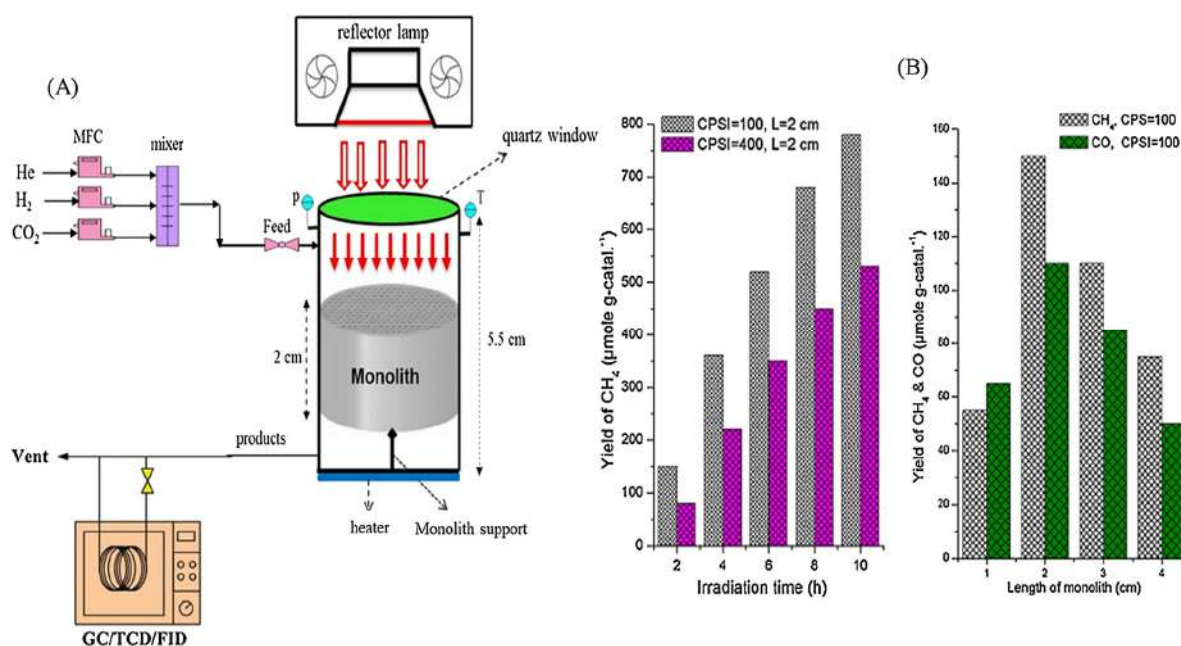 (A)
reflector lamp
MFC
mixer
He
H₂
CO₂
Feed
P
T
quartz window
5.5 cm
2 cm
Monolith
products
Vent
heater
Monolith support
GC/TCD/FID
CPSI=100, L=2 cm
CPSI=400, L=2 cm
Yield of CH₄ (µmole g-catal.⁻¹)
800
700
600
500
400
300
200
100
0
2 4 6 8 10
Irradiation time (h)
(B)
CH₄, CPS=100
CO, CPSI=100
Yield of CH₄ & CO (µmole g-catal.⁻¹)
160
140
120
100
80
60
40
20
0
1 2 3 4
Length of monolith (cm)